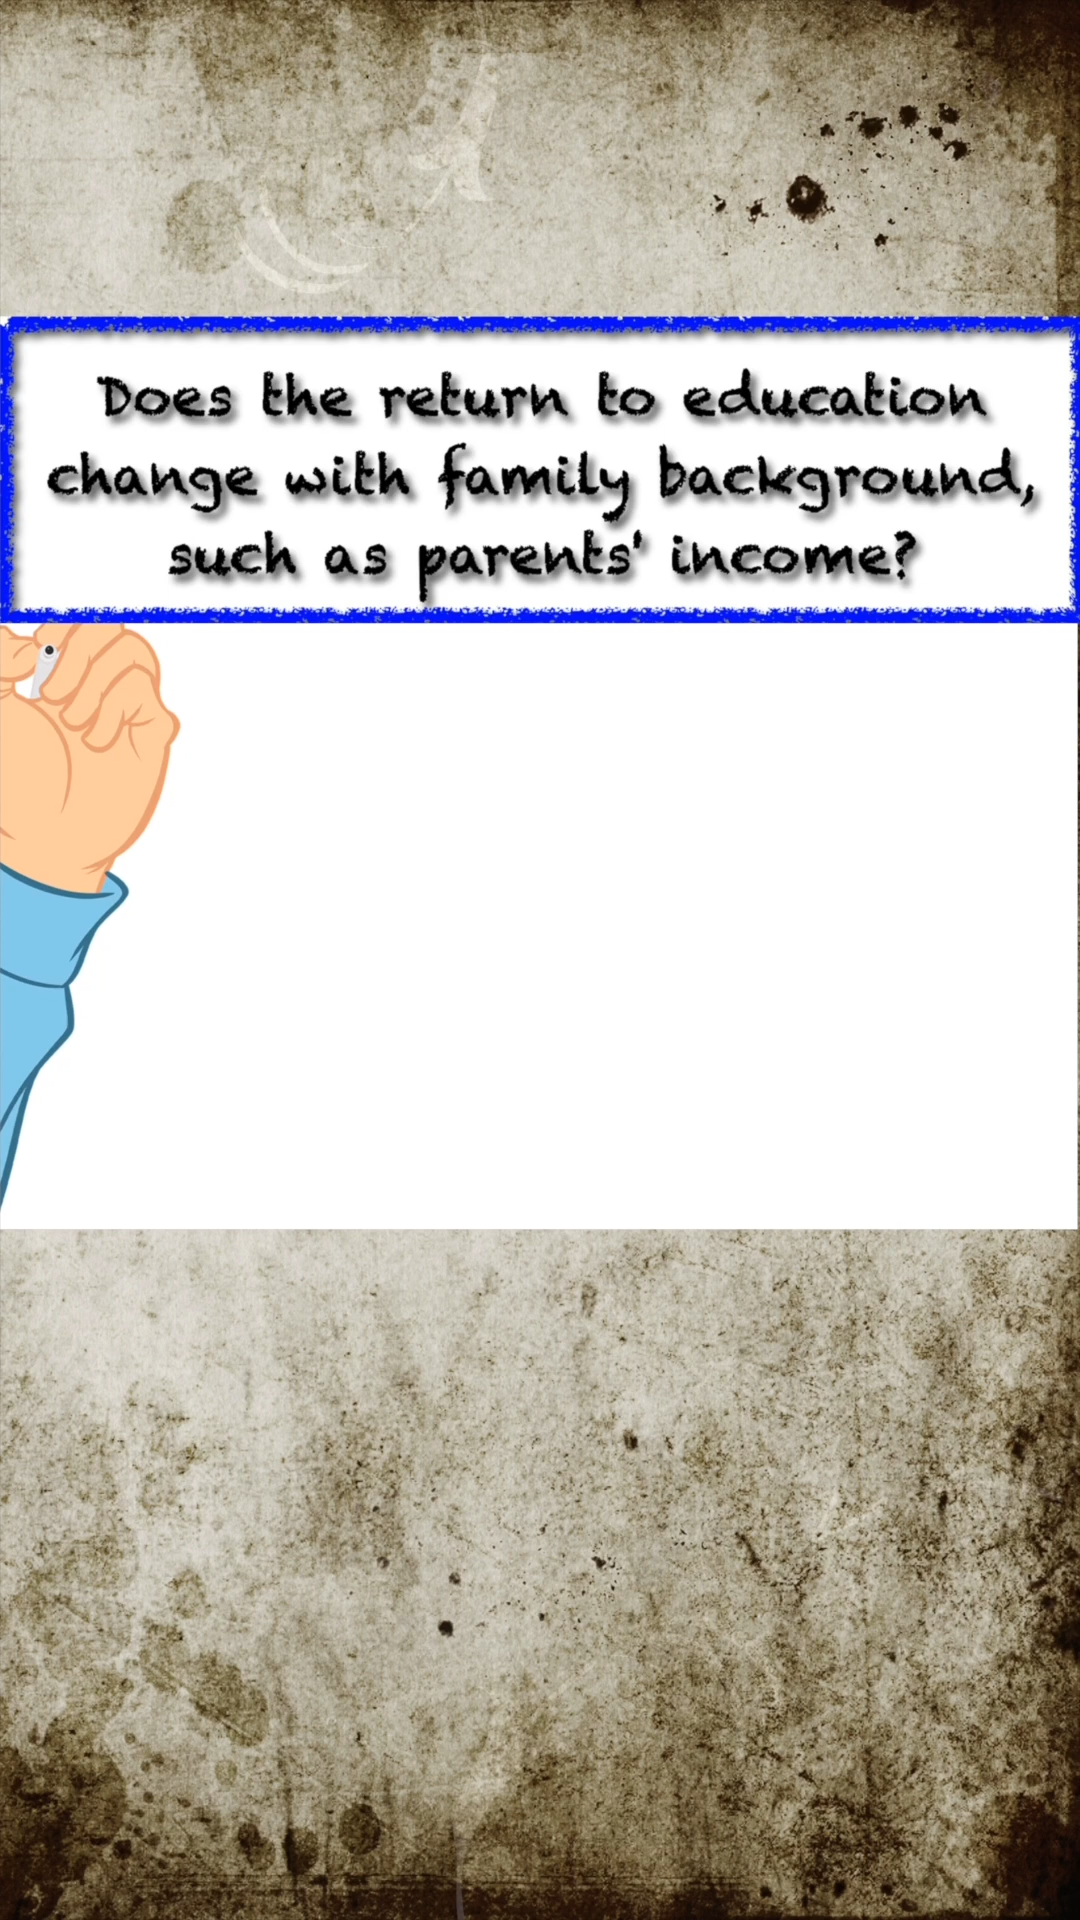 Does the return to education
change with family background,
such as parents' income?